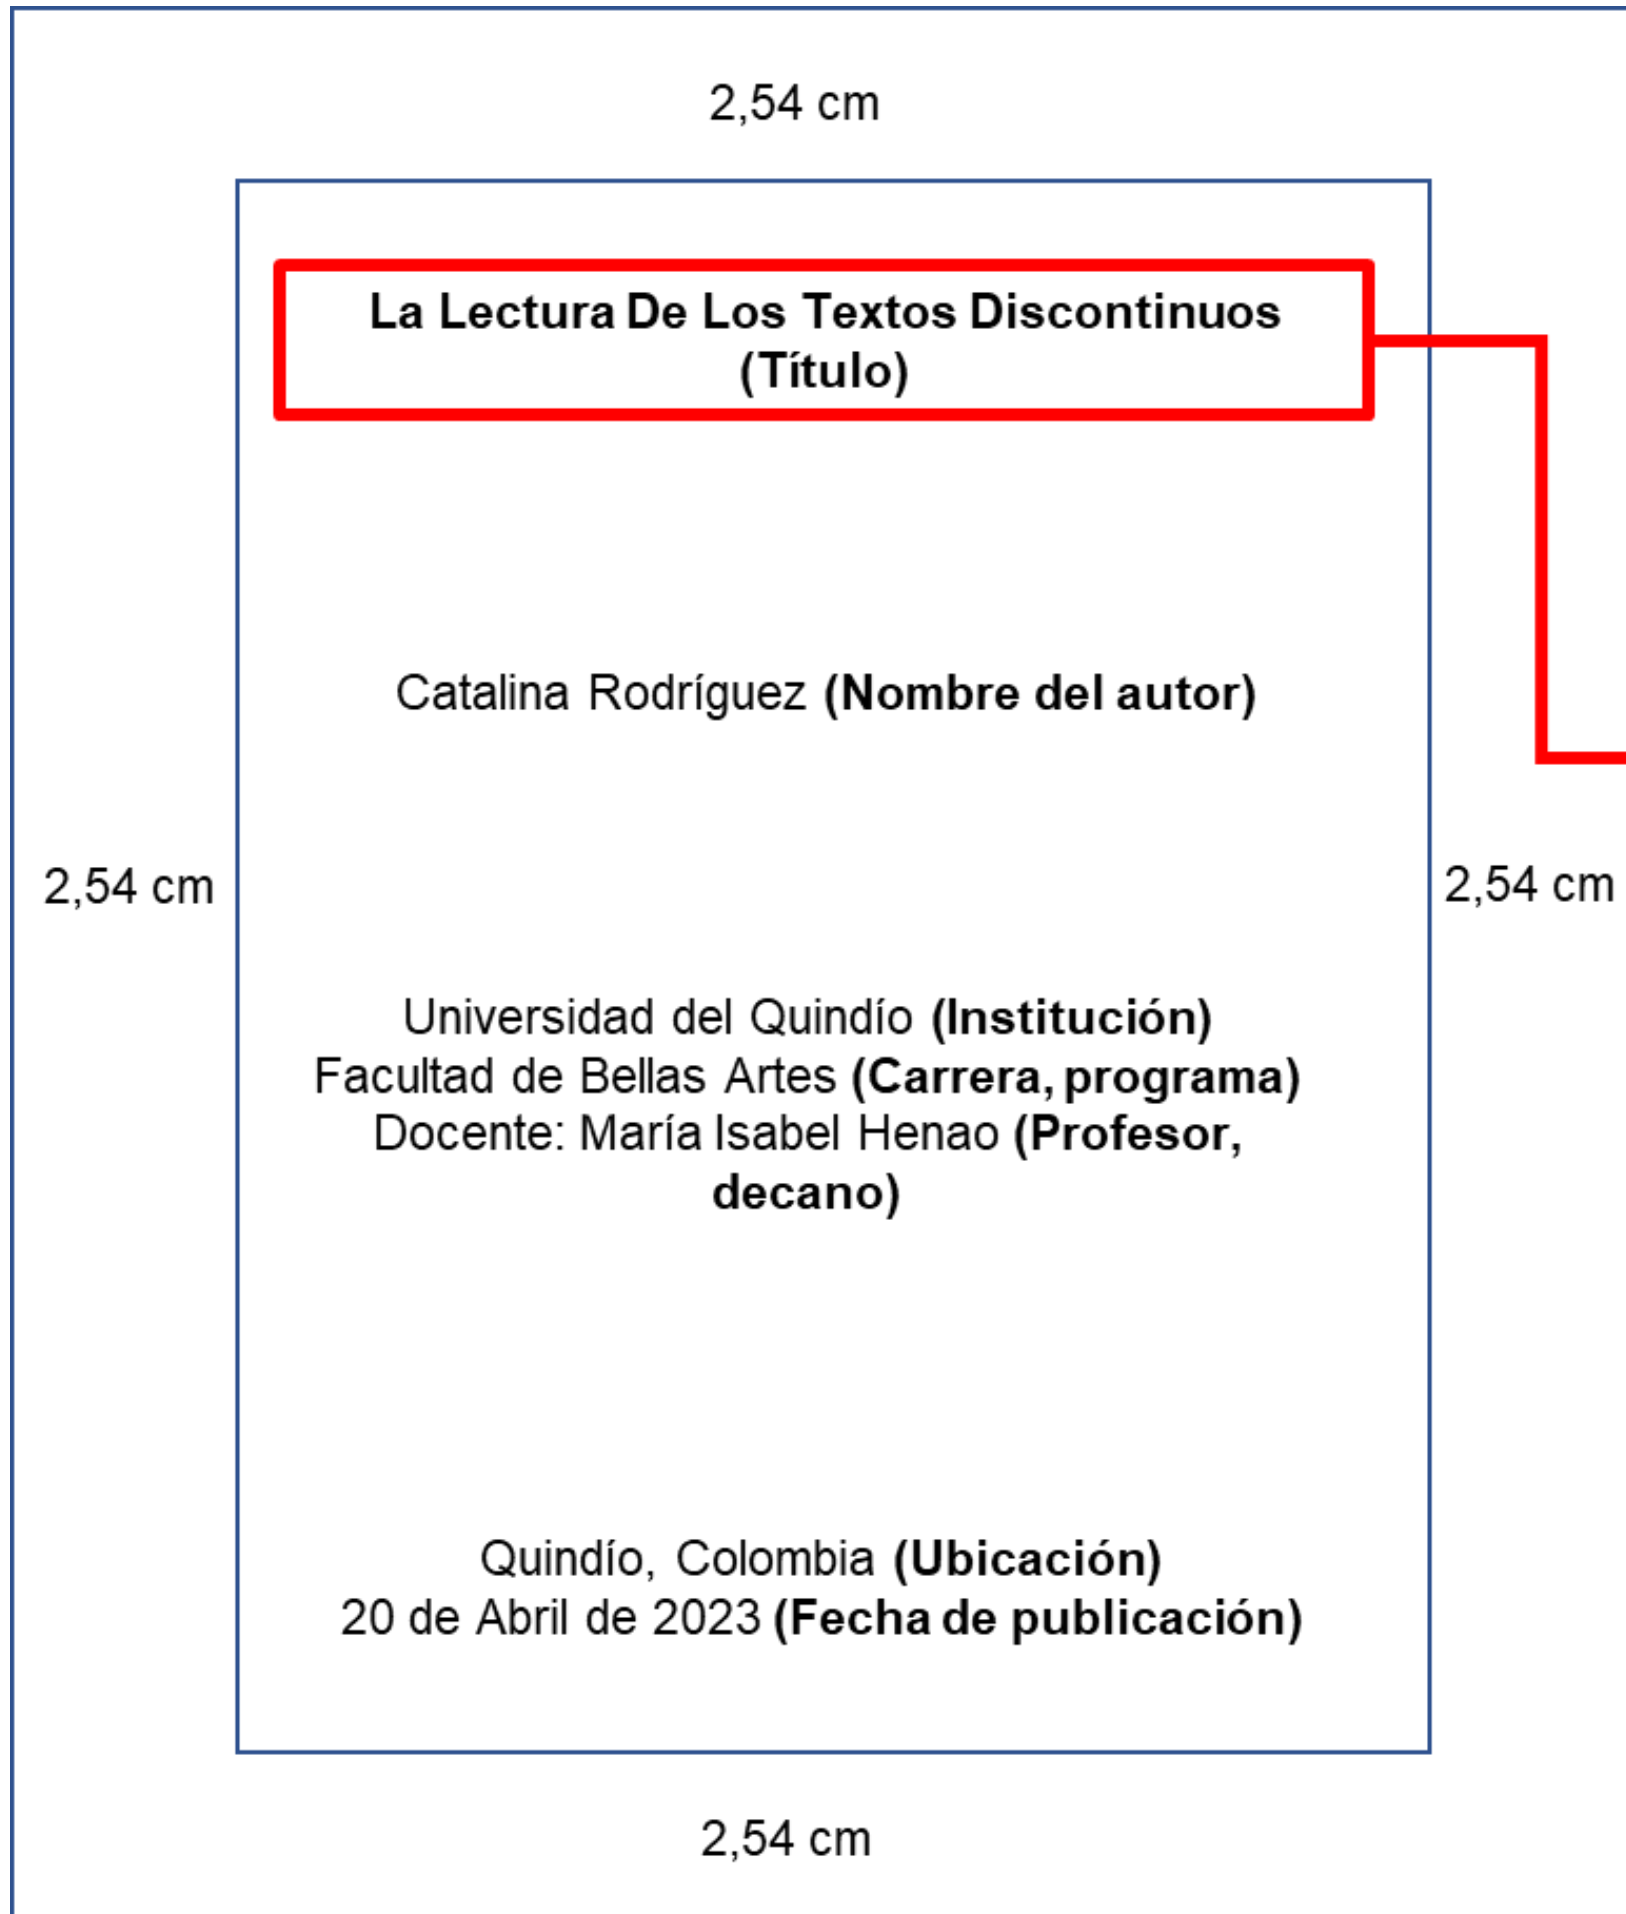 2,54 cm
La Lectura De Los Textos Discontinuos
(Título)
Catalina Rodríguez (Nombre del autor)
2,54 cm
2,54 cm
Universidad del Quindío (Institución)
Facultad de Bellas Artes (Carrera, programa)
Docente: María Isabel Henao (Profesor,
decano)
Quindío, Colombia (Ubicación)
20 de Abril de 2023 (Fecha de publicación)
2,54 cm